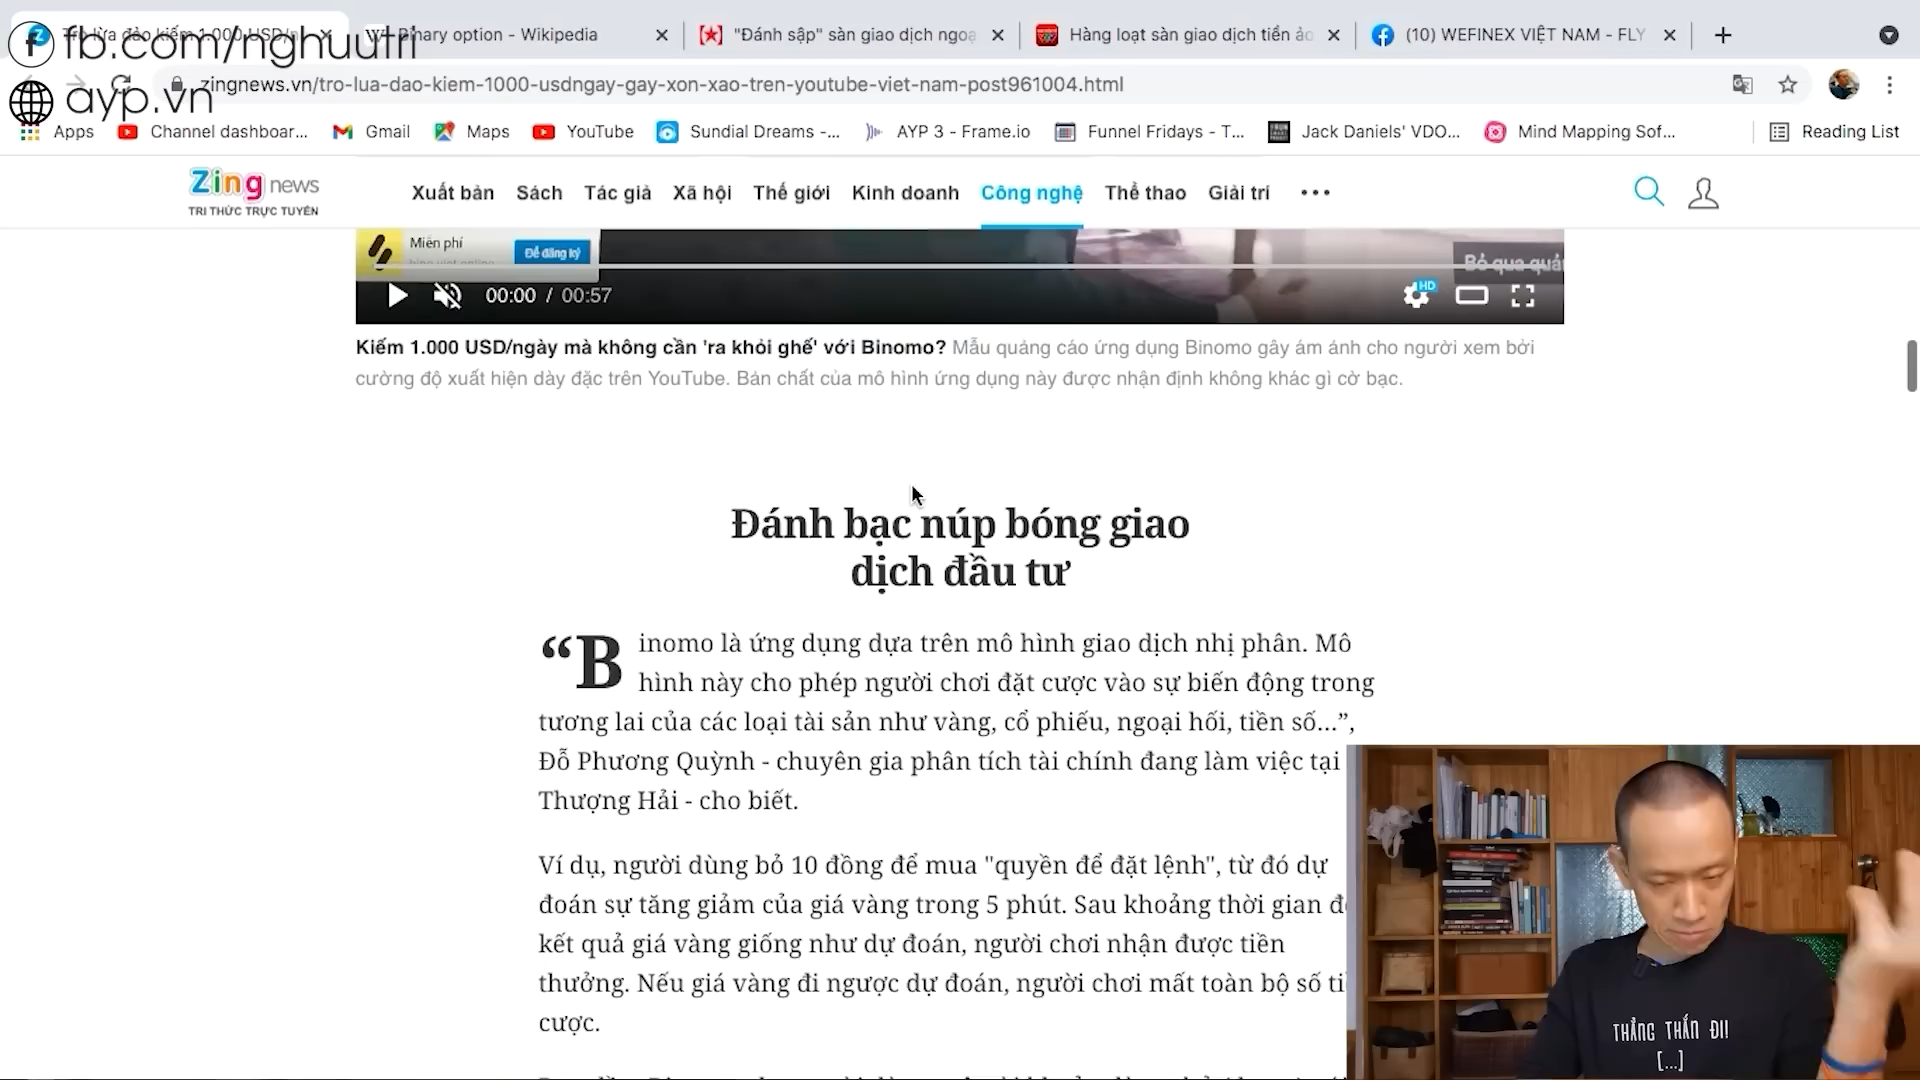 fb.com/nghuutri
ayp.vn
Binary option - Wikipedia
"Đánh sập" sàn giao dịch ngoạ
Hàng loạt sàn giao dịch tiền ảo
(10) WEFINEX VIỆT NAM - FLY
zingnews.vn/tro-lua-dao-kiem-1000-usdngay-gay-xon-xao-tren-youtube-viet-nam-post961004.html
Apps
Channel dashboar...
Gmail
Maps
YouTube
Sundial Dreams -...
AYP 3 - Frame.io
Funnel Fridays - T...
Jack Daniels' VDO...
Mind Mapping Sof...
Reading List
Zing news
TRI THỨC TRỰC TUYẾN
Xuất bản
Sách
Tác giả
Xã hội
Thế giới
Kinh doanh
Công nghệ
Thể thao
Giải trí
Miễn phí
Để đăng ký
Bỏ qua quả
00:00 / 00:57
HD
Kiếm 1.000 USD/ngày mà không cần 'ra khỏi ghế' với Binomo? Mẫu quảng cáo ứng dụng Binomo gây ám ảnh cho người xem bởi
cường độ xuất hiện dày đặc trên YouTube. Bản chất của mô hình ứng dụng này được nhận định không khác gì cờ bạc.
Đánh bạc núp bóng giao
dịch đầu tư
“Binomo là ứng dụng dựa trên mô hình giao dịch nhị phân. Mô
hình này cho phép người chơi đặt cược vào sự biến động trong
tương lai của các loại tài sản như vàng, cổ phiếu, ngoại hối, tiền số...”,
Đỗ Phương Quỳnh - chuyên gia phân tích tài chính đang làm việc tại
Thượng Hải - cho biết.
Ví dụ, người dùng bỏ 10 đồng để mua "quyền để đặt lệnh", từ đó dự
đoán sự tăng giảm của giá vàng trong 5 phút. Sau khoảng thời gian đ
kết quả giá vàng giống như dự đoán, người chơi nhận được tiền
thưởng. Nếu giá vàng đi ngược dự đoán, người chơi mất toàn bộ số ti
cược.
THẲNG THẮN ĐI!
[...]